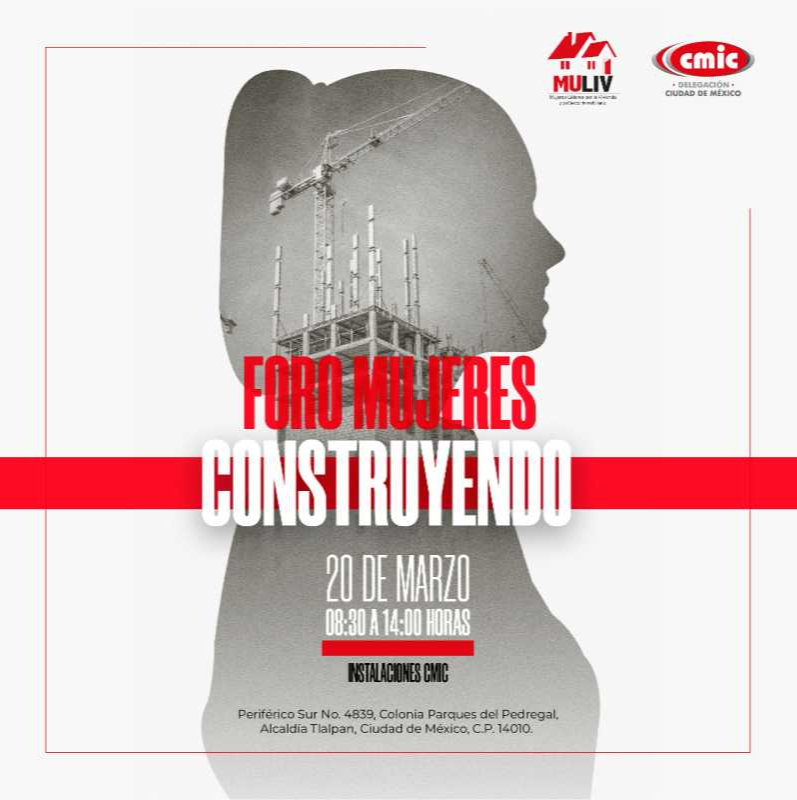 MULIV
cmic
• DELEGACIÓN •
CIUDAD DE MÉXICO
FORO MUJERES
CONSTRUYENDO
20 DE MARZO
08:30 A 14:00 HORAS
INSTALACIONES CMIC
Periférico Sur No. 4839, Colonia Parques del Pedregal,
Alcaldía Tlalpan, Ciudad de México, C.P. 14010.